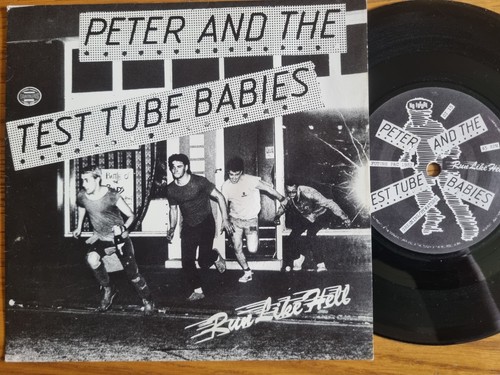 PETER AND THE
TEST TUBE BABIES
Run Like Hell
PETER AND THE
Run Like Hell
TEST TUBE
BABIES